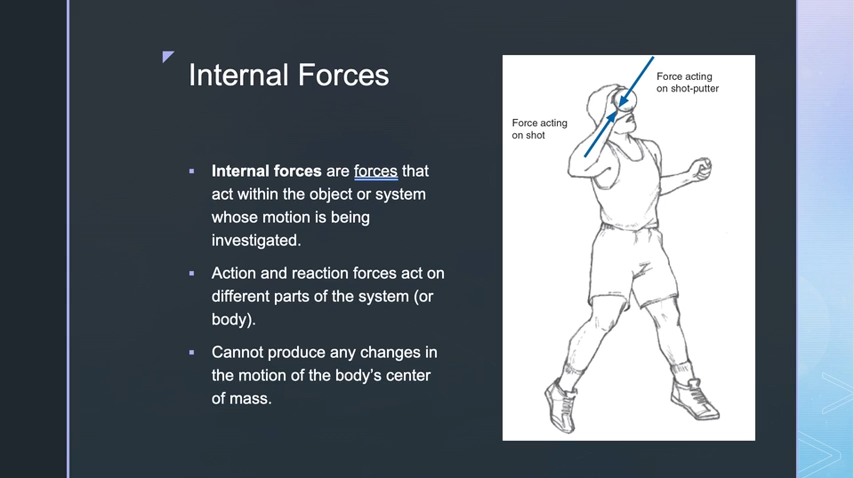 Internal Forces
Internal forces are forces that
act within the object or system
whose motion is being
investigated.
Action and reaction forces act on
different parts of the system (or
body).
Cannot produce any changes in
the motion of the body's center
of mass.
Force acting
on shot-putter
Force acting
on shot